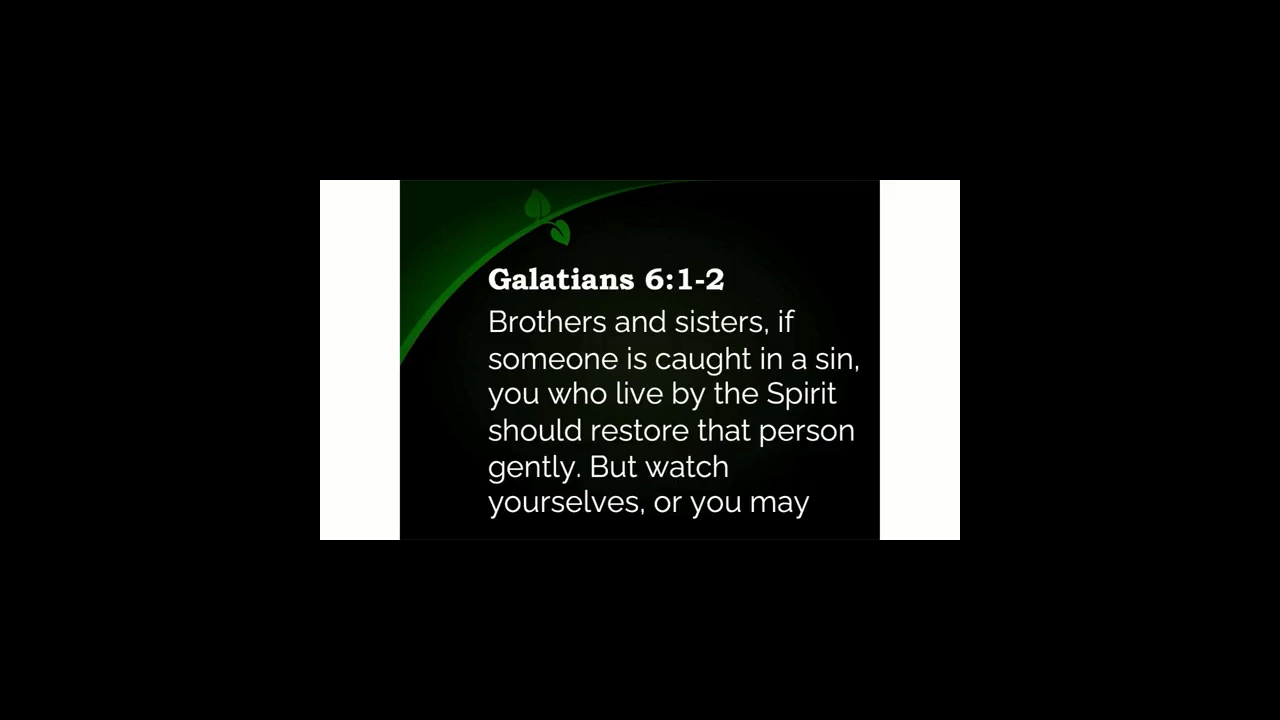 Galatians 6:1-2
Brothers and sisters, if
someone is caught in a sin,
you who live by the Spirit
should restore that person
gently. But watch
yourselves, or you may